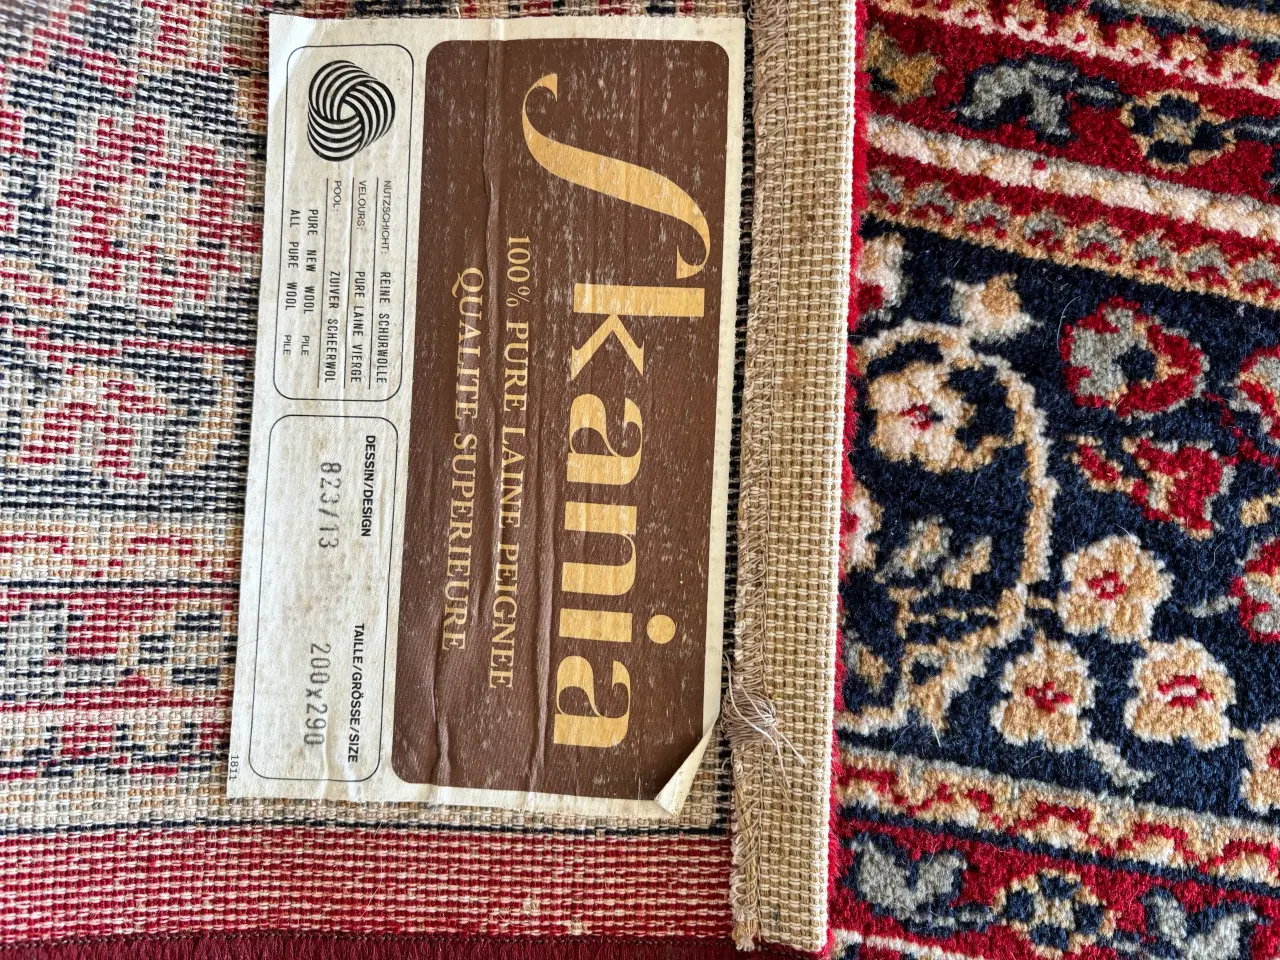 Skania
100% PURE LAINE PEIGNEE
QUALITE SUPERIEURE
NUTZSCHICHT: REINE SCHURWOLLE
VELOURS: PURE LAINE VIERGE
POOL: ZUIVER SCHEERWOL
PURE NEW WOOL PILE
ALL PURE WOOL PILE
DESSIN/DESIGN
823/13
TAILLE/GRÖSSE/SIZE
200x290
1811